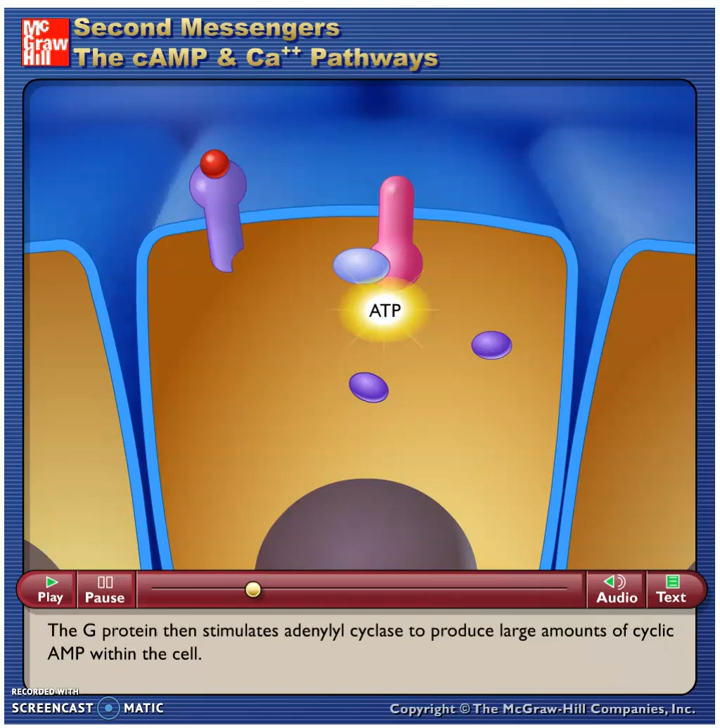 Mc
Graw
Hill
Second Messengers
The cAMP & Ca⁺⁺ Pathways
ATP
Play
Pause
Audio
Text
The G protein then stimulates adenylyl cyclase to produce large amounts of cyclic
AMP within the cell.
RECORDED WITH
SCREENCAST MATIC
Copyright © The McGraw-Hill Companies, Inc.